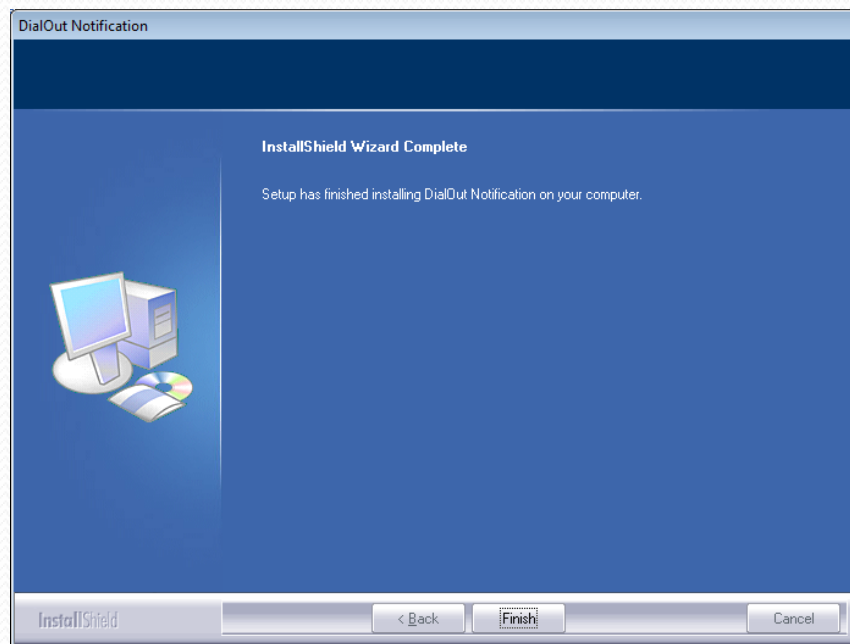 DialOut Notification
InstallShield Wizard Complete
Setup has finished installing DialOut Notification on your computer.
InstallShield
< Back
Finish
Cancel